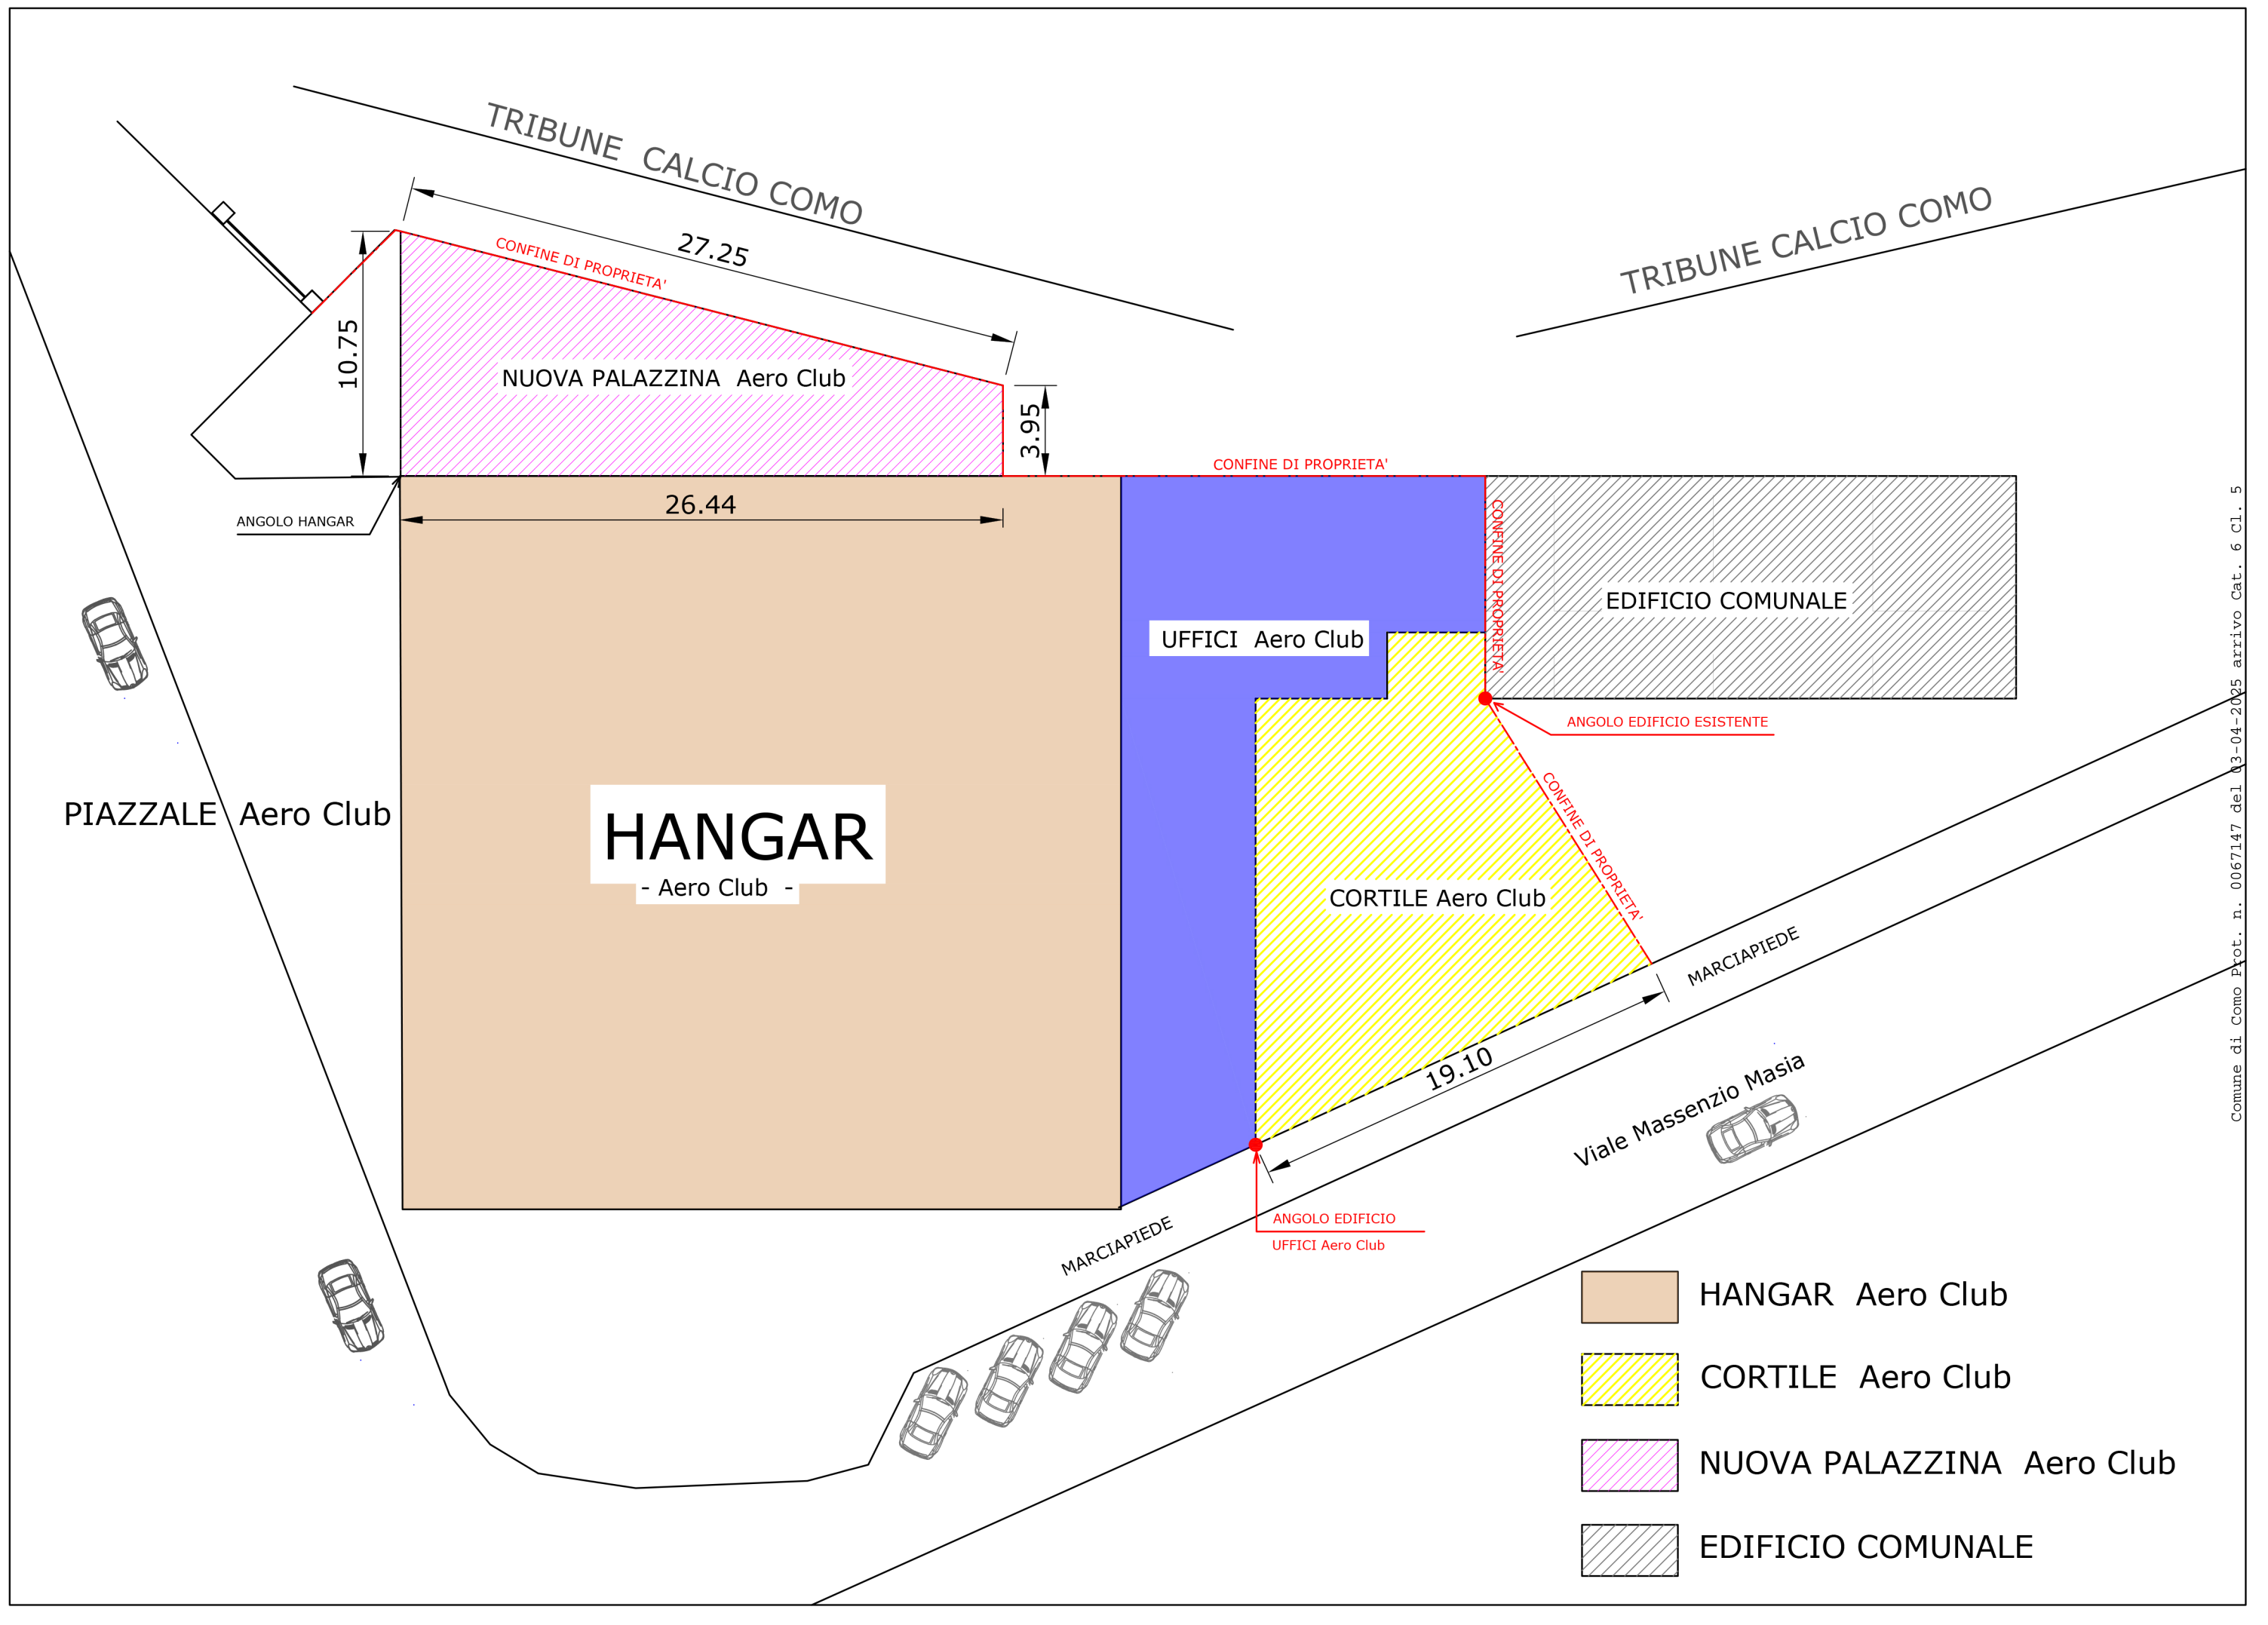 TRIBUNE CALCIO COMO
TRIBUNE CALCIO COMO
27.25
CONFINE DI PROPRIETA'
10.75
NUOVA PALAZZINA Aero Club
3.95
CONFINE DI PROPRIETA'
26.44
ANGOLO HANGAR
CONFINE DI PROPRIETA'
EDIFICIO COMUNALE
UFFICI Aero Club
ANGOLO EDIFICIO ESISTENTE
PIAZZALE Aero Club
HANGAR
- Aero Club -
CONFINE DI PROPRIETA'
CORTILE Aero Club
MARCIAPIEDE
19.10
Viale Massenzio Masia
MARCIAPIEDE
ANGOLO EDIFICIO
UFFICI Aero Club
HANGAR Aero Club
CORTILE Aero Club
NUOVA PALAZZINA Aero Club
EDIFICIO COMUNALE
Comune di Como Prot. n. 0067147 del 03-04-2025 arrivo Cat. 6 Cl. 5